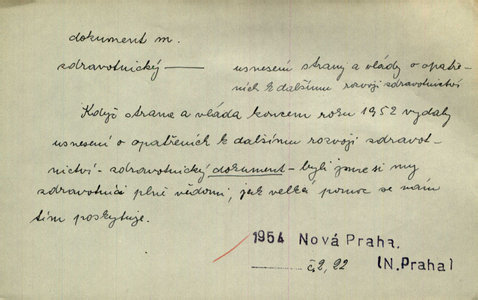 dokument m.
zdravotnický —— usnesení strany a vlády o opatře-
ních k dalšímu rozvoji zdravotnictví
Když strana a vláda koncem roku 1952 vydaly
usnesení o opatřeních k dalšímu rozvoji zdravot-
nictví - zdravotnický dokument - byli jsme si my
zdravotníci plně vědomi, jak velká pomoc se nám
tím poskytuje.
1954 Nová Praha.
č. 2, 22 (N.Praha)